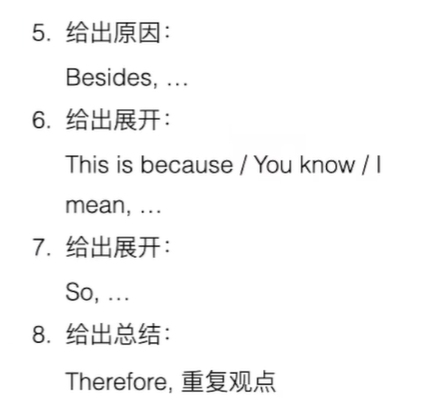 5. 给出原因：
Besides, …
6. 给出展开：
This is because / You know / I
mean, …
7. 给出展开：
So, …
8. 给出总结：
Therefore, 重复观点